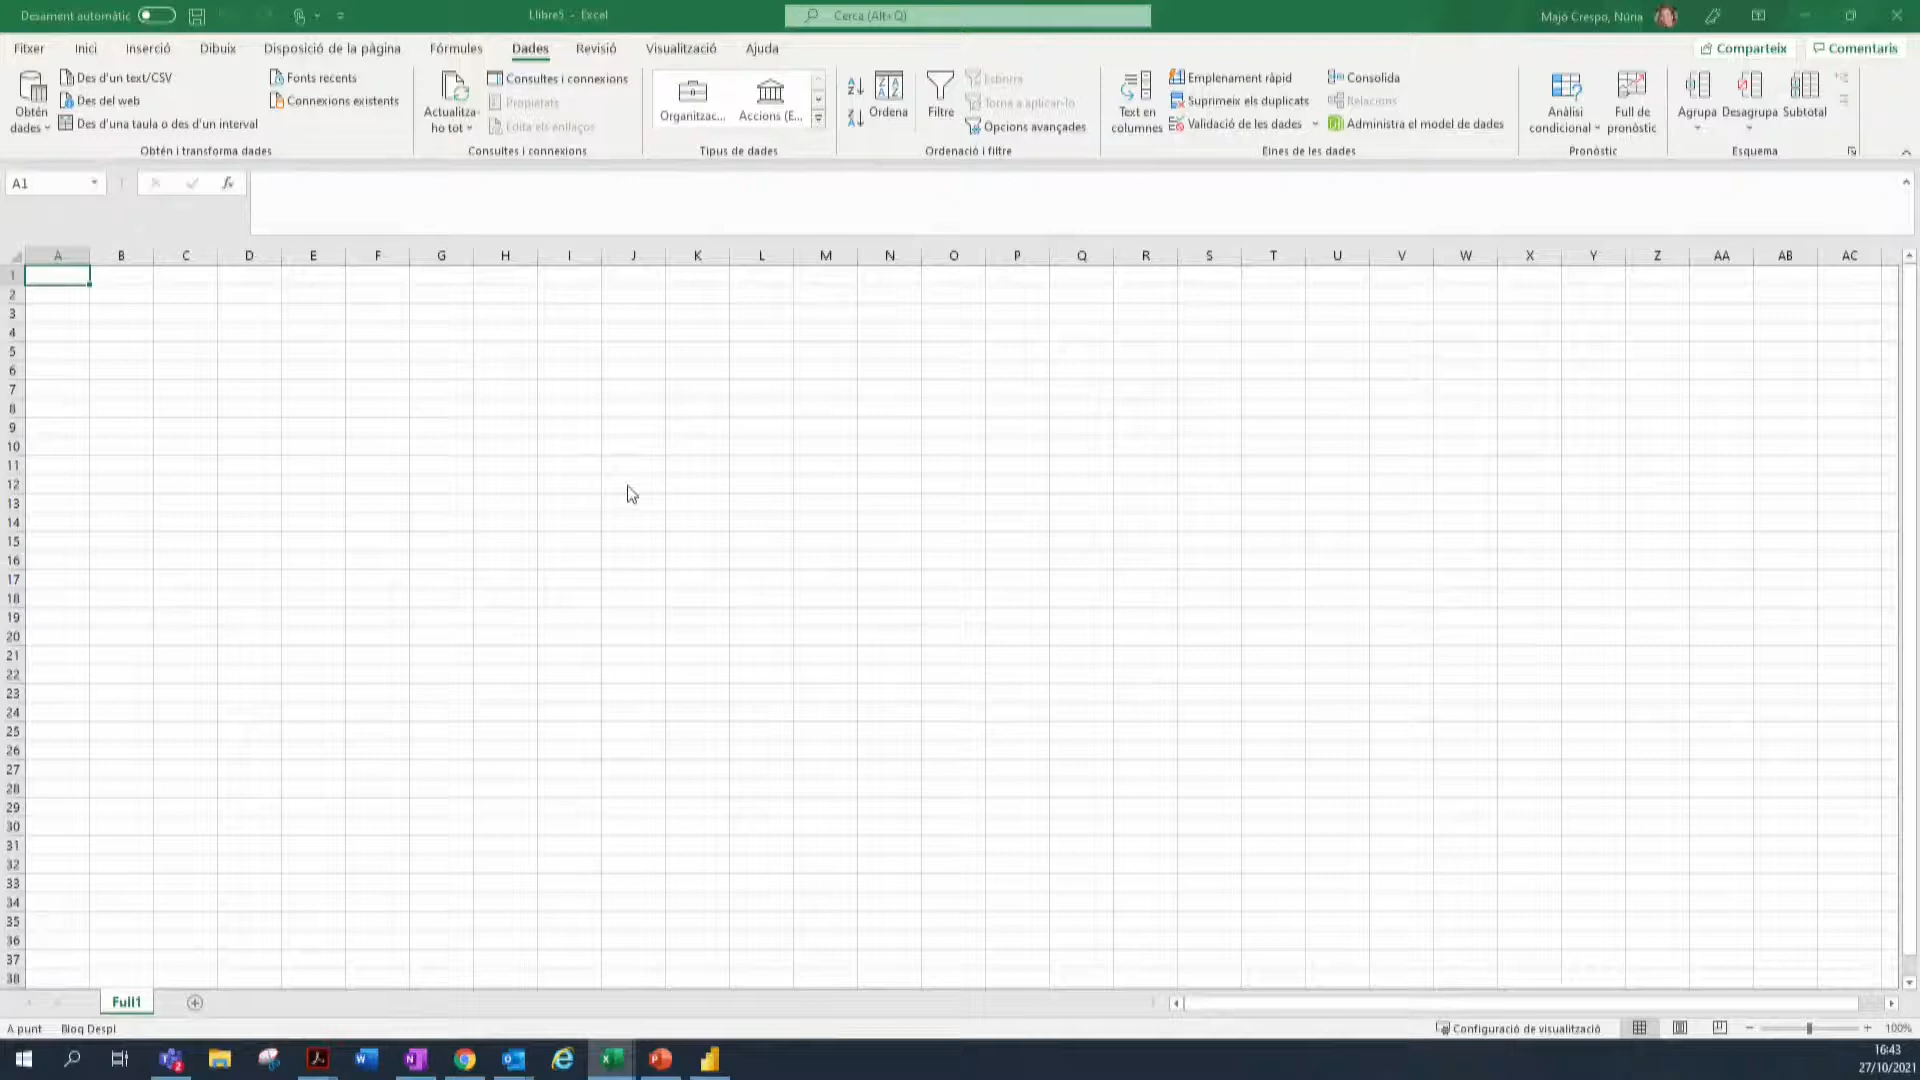 Desament automàtic
Llibre5 - Excel
Cerca (Alt+Q)
Majó Crespo, Núria
Fitxer Inici Inserció Dibuix Disposició de la pàgina Fórmules Dades Revisió Visualització Ajuda
Comparteix Comentaris
Obtén dades
Des d'un text/CSV
Des del web
Des d'una taula o des d'un interval
Fonts recents
Connexions existents
Obtén i transforma dades
Actualitza-ho tot
Consultes i connexions
Propietats
Edita els enllaços
Consultes i connexions
Organitzac...
Accions (E...
Tipus de dades
Ordena
Filtre
Esborra
Torna a aplicar-lo
Opcions avançades
Ordenació i filtre
Text en columnes
Emplenament ràpid
Suprimeix els duplicats
Validació de les dades
Consolida
Relacions
Administra el model de dades
Eines de les dades
Anàlisi condicional
Full de pronòstic
Pronòstic
Agrupa
Desagrupa
Subtotal
Esquema
A1
fx
A B C D E F G H I J K L M N O P Q R S T U V W X Y Z AA AB AC
1
2
3
4
5
6
7
8
9
10
11
12
13
14
15
16
17
18
19
20
21
22
23
24
25
26
27
28
29
30
31
32
33
34
35
36
37
38
Full1
A punt Bloq Despl
Configuració de visualització
100%
16:43
27/10/2021